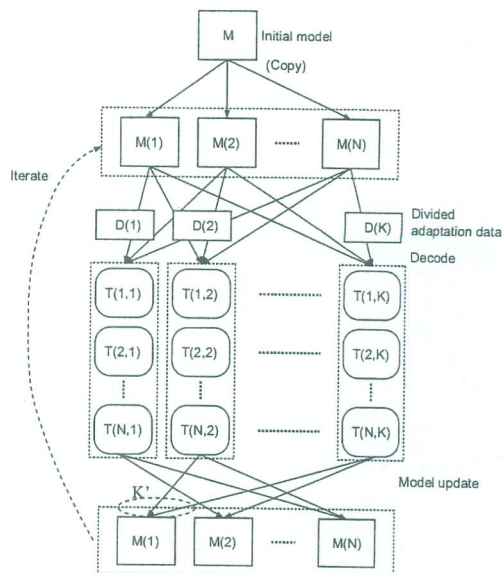 M Initial model
(Copy)
M(1) M(2) M(N)
Iterate
D(1) D(2) D(K) Divided
adaptation data
Decode
T(1,1) T(1,2) T(1,K)
T(2,1) T(2,2) T(2,K)
T(N,1) T(N,2) T(N,K)
Model update
K'
M(1) M(2) M(N)